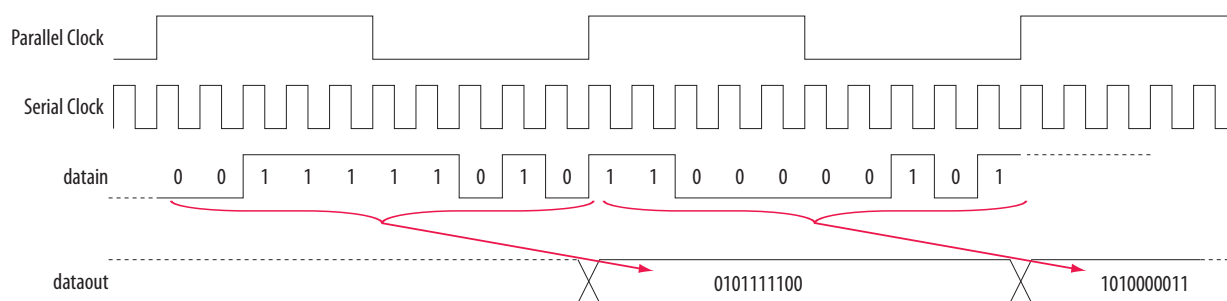 Parallel Clock
Serial Clock
datain 0 0 1 1 1 1 1 0 1 0 1 1 0 0 0 0 0 1 0 1
dataout 0101111100 1010000011